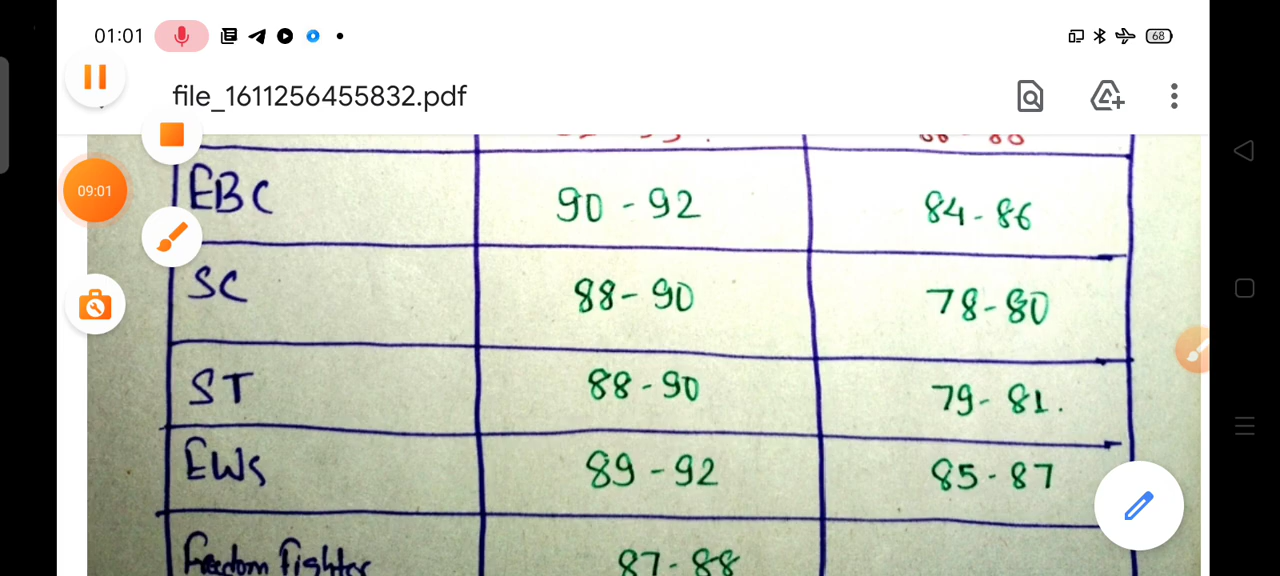 01:01
68
file_1611256455832.pdf
09:01
EBC 90 - 92 84 - 86
SC 88 - 90 78 - 80
ST 88 - 90 79 - 81.
EWS 89 - 92 85 - 87
Freedom fighter 87 - 88